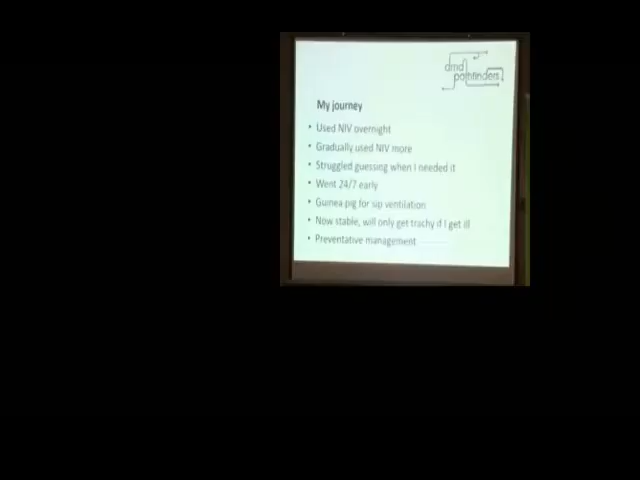 dmd
pathfinders
My journey
• Used NIV overnight
• Gradually used NIV more
• Struggled guessing when I needed it
• Went 24/7 early
• Guinea pig for sip ventilation
• Now stable, will only get trachy if I get ill
• Preventative management